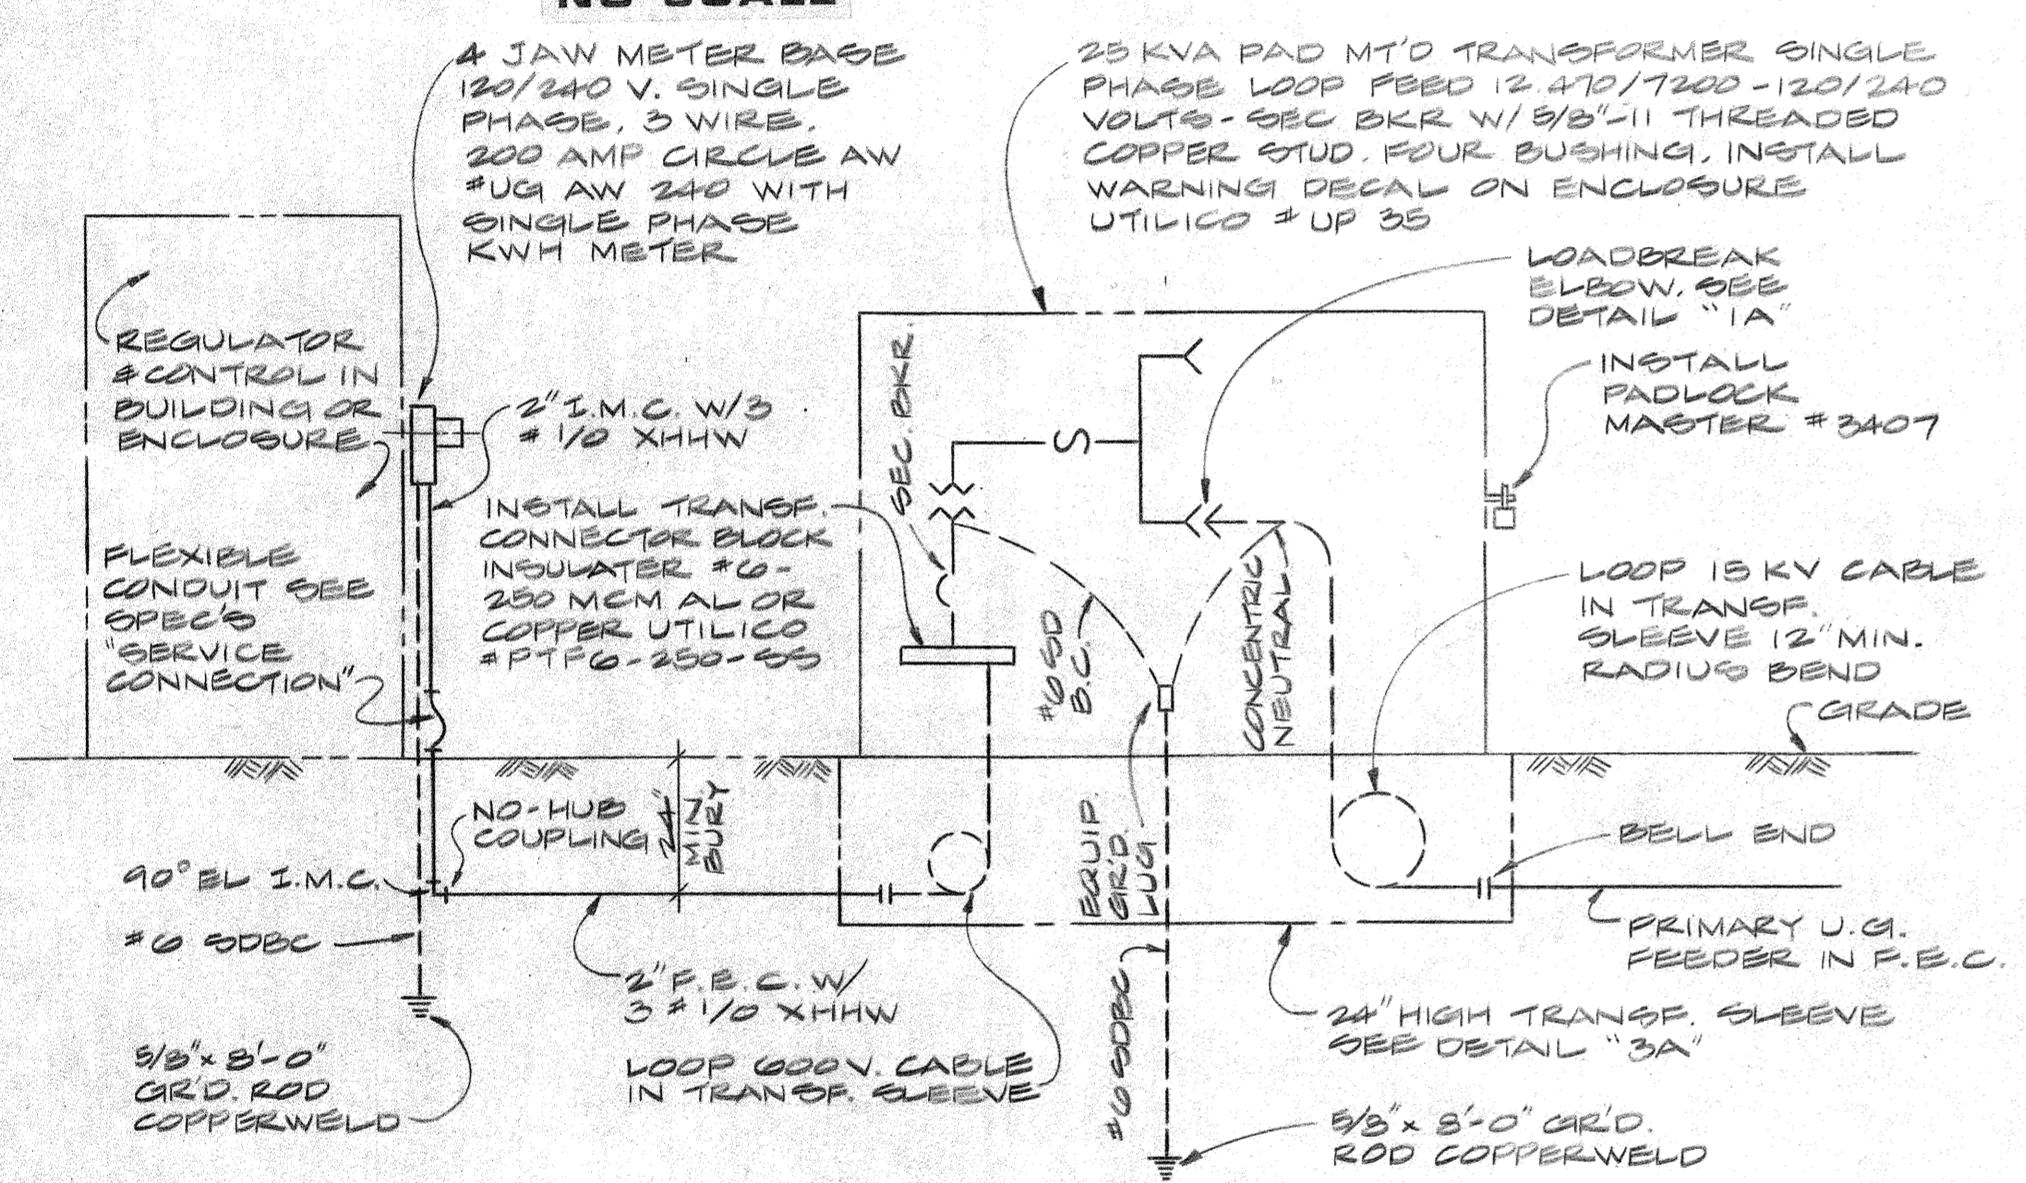 NO SCALE
4 JAW METER BASE
120/240 V. SINGLE
PHASE, 3 WIRE,
200 AMP CIRCLE AW
#UG AW 240 WITH
SINGLE PHASE
KWH METER
25 KVA PAD MT'D TRANSFORMER SINGLE
PHASE LOOP FEED 12.470/7200-120/240
VOLTS - SEC BKR W/ 5/8"-11 THREADED
COPPER STUD. FOUR BUSHING. INSTALL
WARNING DECAL ON ENCLOSURE
UTILICO # UP 35
LOADBREAK
ELBOW. SEE
DETAIL "1A"
INSTALL
PADLOCK
MASTER #3407
REGULATOR
& CONTROL IN
BUILDING OR
ENCLOSURE
2" I.M.C. W/3
# 1/0 XHHW
SEC. BKR.
S
INSTALL TRANSF.
CONNECTOR BLOCK
INSULATER #6-
250 MCM AL OR
COPPER UTILICO
#PTF6-250-SS
FLEXIBLE
CONDUIT SEE
SPEC'S
"SERVICE
CONNECTION"
#6 SD
B.C.
CONCENTRIC
NEUTRAL
LOOP 15 KV CABLE
IN TRANSF.
SLEEVE 12" MIN.
RADIUS BEND
GRADE
NO-HUB
COUPLING
24"
MIN.
BURY
EQUIP.
GR'D.
LUG
BELL END
90° EL I.M.C.
#6 SDBC
2" F.E.C. W/
3 # 1/0 XHHW
PRIMARY U.G.
FEEDER IN F.E.C.
#6 SDBC
24" HIGH TRANSF. SLEEVE
SEE DETAIL "3A"
5/8" x 8'-0"
GR'D. ROD
COPPERWELD
LOOP 600 V. CABLE
IN TRANSF. SLEEVE
5/8" x 8'-0" GR'D.
ROD COPPERWELD